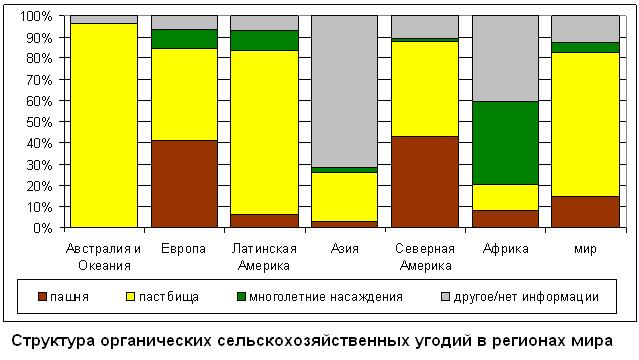 100%
90%
80%
70%
60%
50%
40%
30%
20%
10%
0%
Австралия и
Океания
Европа
Латинская
Америка
Азия
Северная
Америка
Африка
мир
пашня
пастбища
многолетние насаждения
другое/нет информации
Структура органических сельскохозяйственных угодий в регионах мира